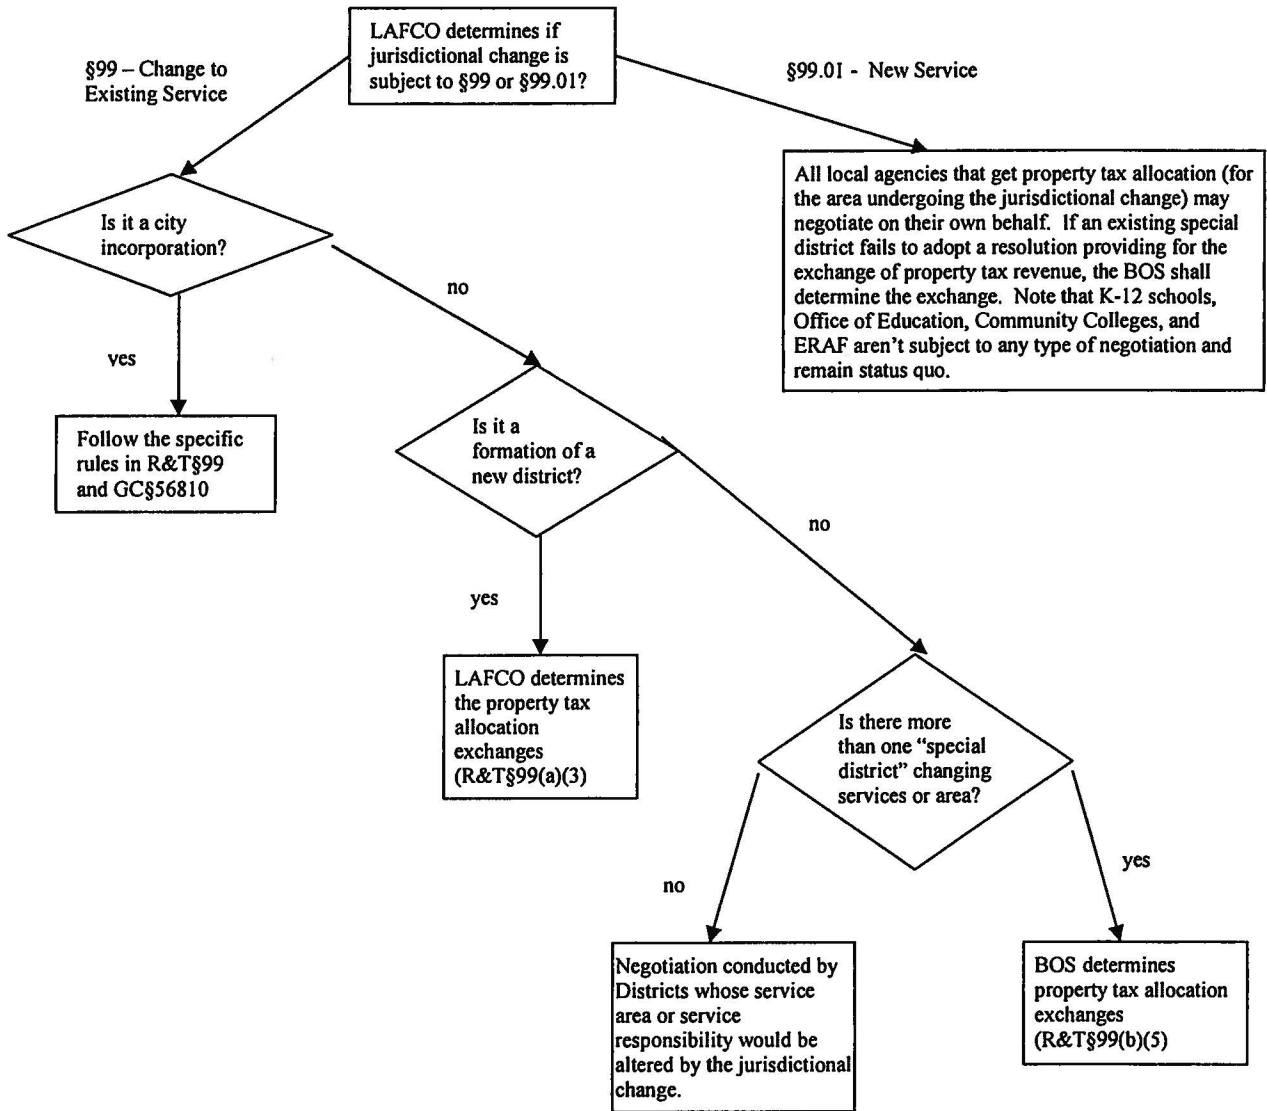 LAFCO determines if
jurisdictional change is
subject to §99 or §99.01?
§99 – Change to
Existing Service
§99.01 - New Service
All local agencies that get property tax allocation (for
the area undergoing the jurisdictional change) may
negotiate on their own behalf. If an existing special
district fails to adopt a resolution providing for the
exchange of property tax revenue, the BOS shall
determine the exchange. Note that K-12 schools,
Office of Education, Community Colleges, and
ERAF aren't subject to any type of negotiation and
remain status quo.
Is it a city
incorporation?
no
yes
Follow the specific
rules in R&T§99
and GC§56810
Is it a
formation of a
new district?
no
yes
LAFCO determines
the property tax
allocation
exchanges
(R&T§99(a)(3)
Is there more
than one “special
district” changing
services or area?
no
yes
Negotiation conducted by
Districts whose service
area or service
responsibility would be
altered by the jurisdictional
change.
BOS determines
property tax allocation
exchanges
(R&T§99(b)(5)